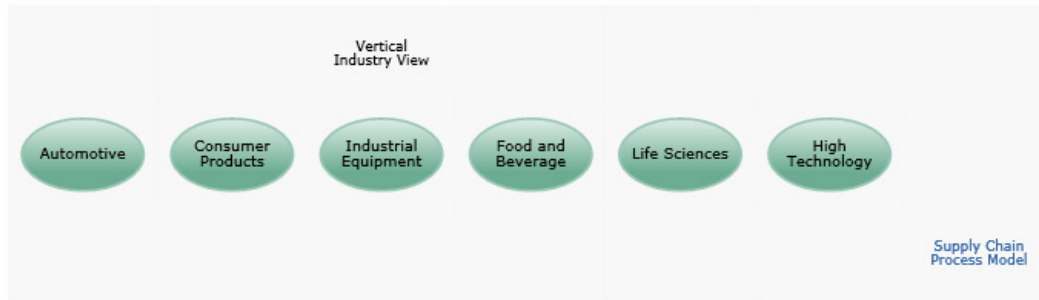 Vertical
Industry View
Automotive
Consumer
Products
Industrial
Equipment
Food and
Beverage
Life Sciences
High
Technology
Supply Chain
Process Model